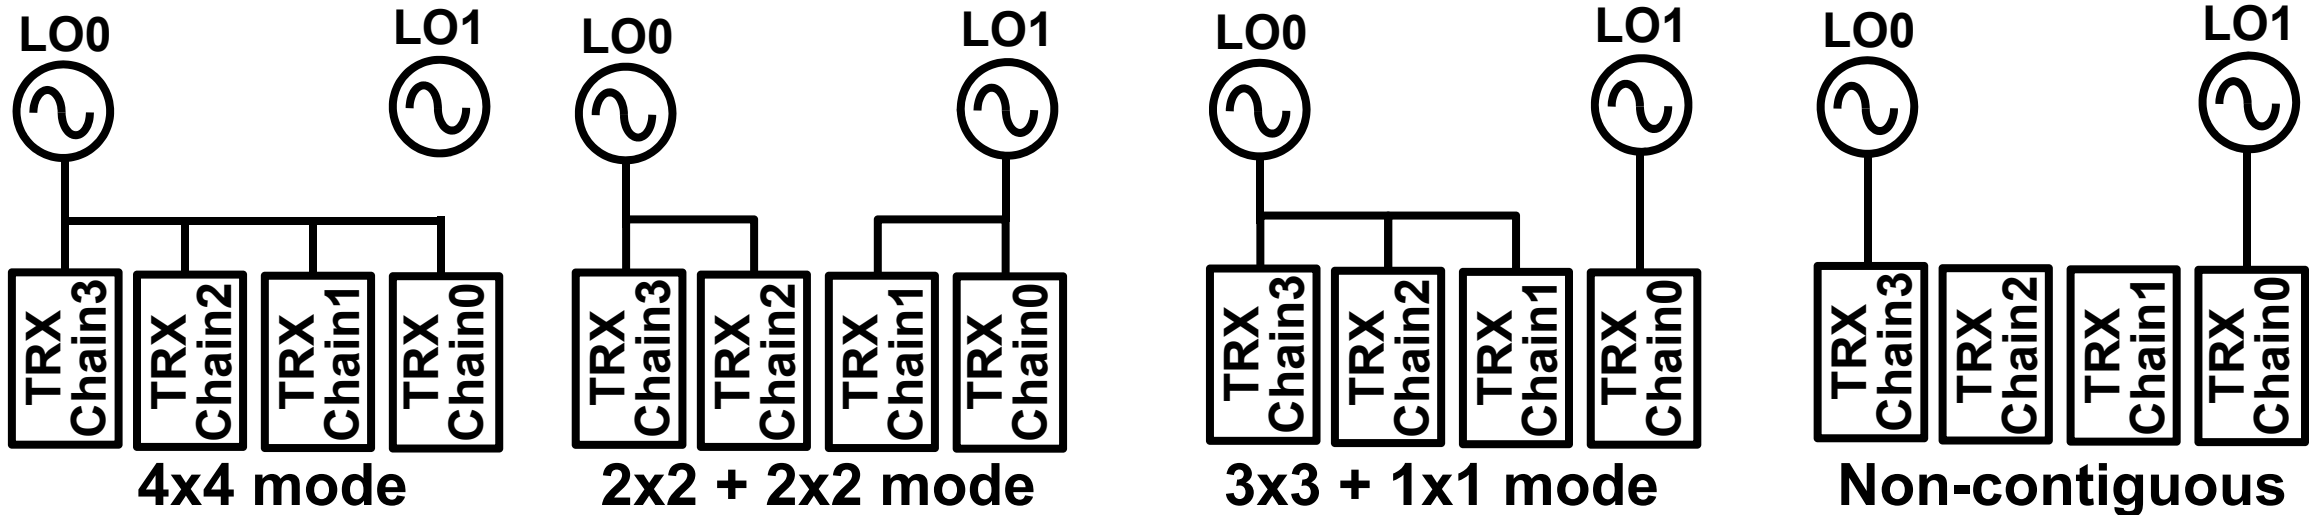 LO0
LO1
TRX
Chain3
TRX
Chain2
TRX
Chain1
TRX
Chain0
4x4 mode
LO0
LO1
TRX
Chain3
TRX
Chain2
TRX
Chain1
TRX
Chain0
2x2 + 2x2 mode
LO0
LO1
TRX
Chain3
TRX
Chain2
TRX
Chain1
TRX
Chain0
3x3 + 1x1 mode
LO0
LO1
TRX
Chain3
TRX
Chain2
TRX
Chain1
TRX
Chain0
Non-contiguous